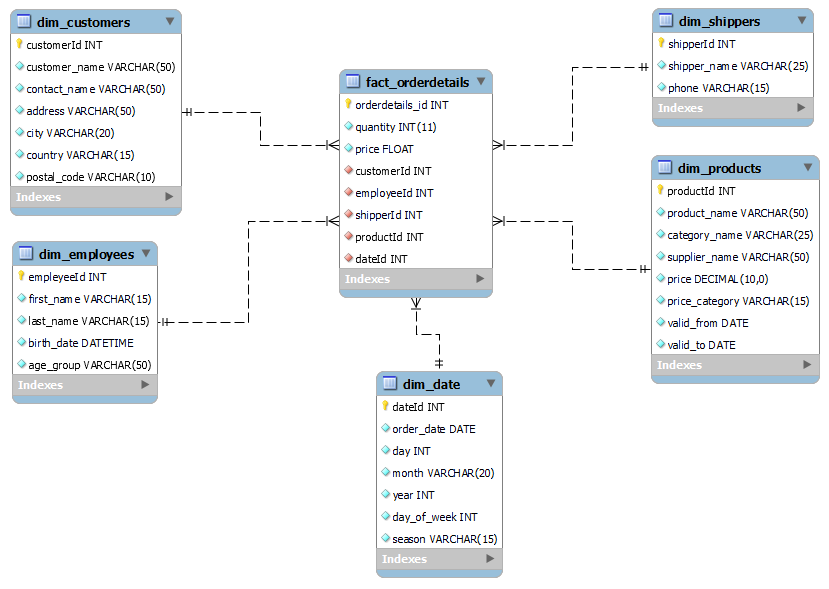 dim_customers
customerId INT
customer_name VARCHAR(50)
contact_name VARCHAR(50)
address VARCHAR(50)
city VARCHAR(20)
country VARCHAR(15)
postal_code VARCHAR(10)
Indexes
dim_employees
empleyeeId INT
first_name VARCHAR(15)
last_name VARCHAR(15)
birth_date DATETIME
age_group VARCHAR(50)
Indexes
fact_orderdetails
orderdetails_id INT
quantity INT(11)
price FLOAT
customerId INT
employeeId INT
shipperId INT
productId INT
dateId INT
Indexes
dim_date
dateId INT
order_date DATE
day INT
month VARCHAR(20)
year INT
day_of_week INT
season VARCHAR(15)
Indexes
dim_shippers
shipperId INT
shipper_name VARCHAR(25)
phone VARCHAR(15)
Indexes
dim_products
productId INT
product_name VARCHAR(50)
category_name VARCHAR(25)
supplier_name VARCHAR(50)
price DECIMAL(10,0)
price_category VARCHAR(15)
valid_from DATE
valid_to DATE
Indexes